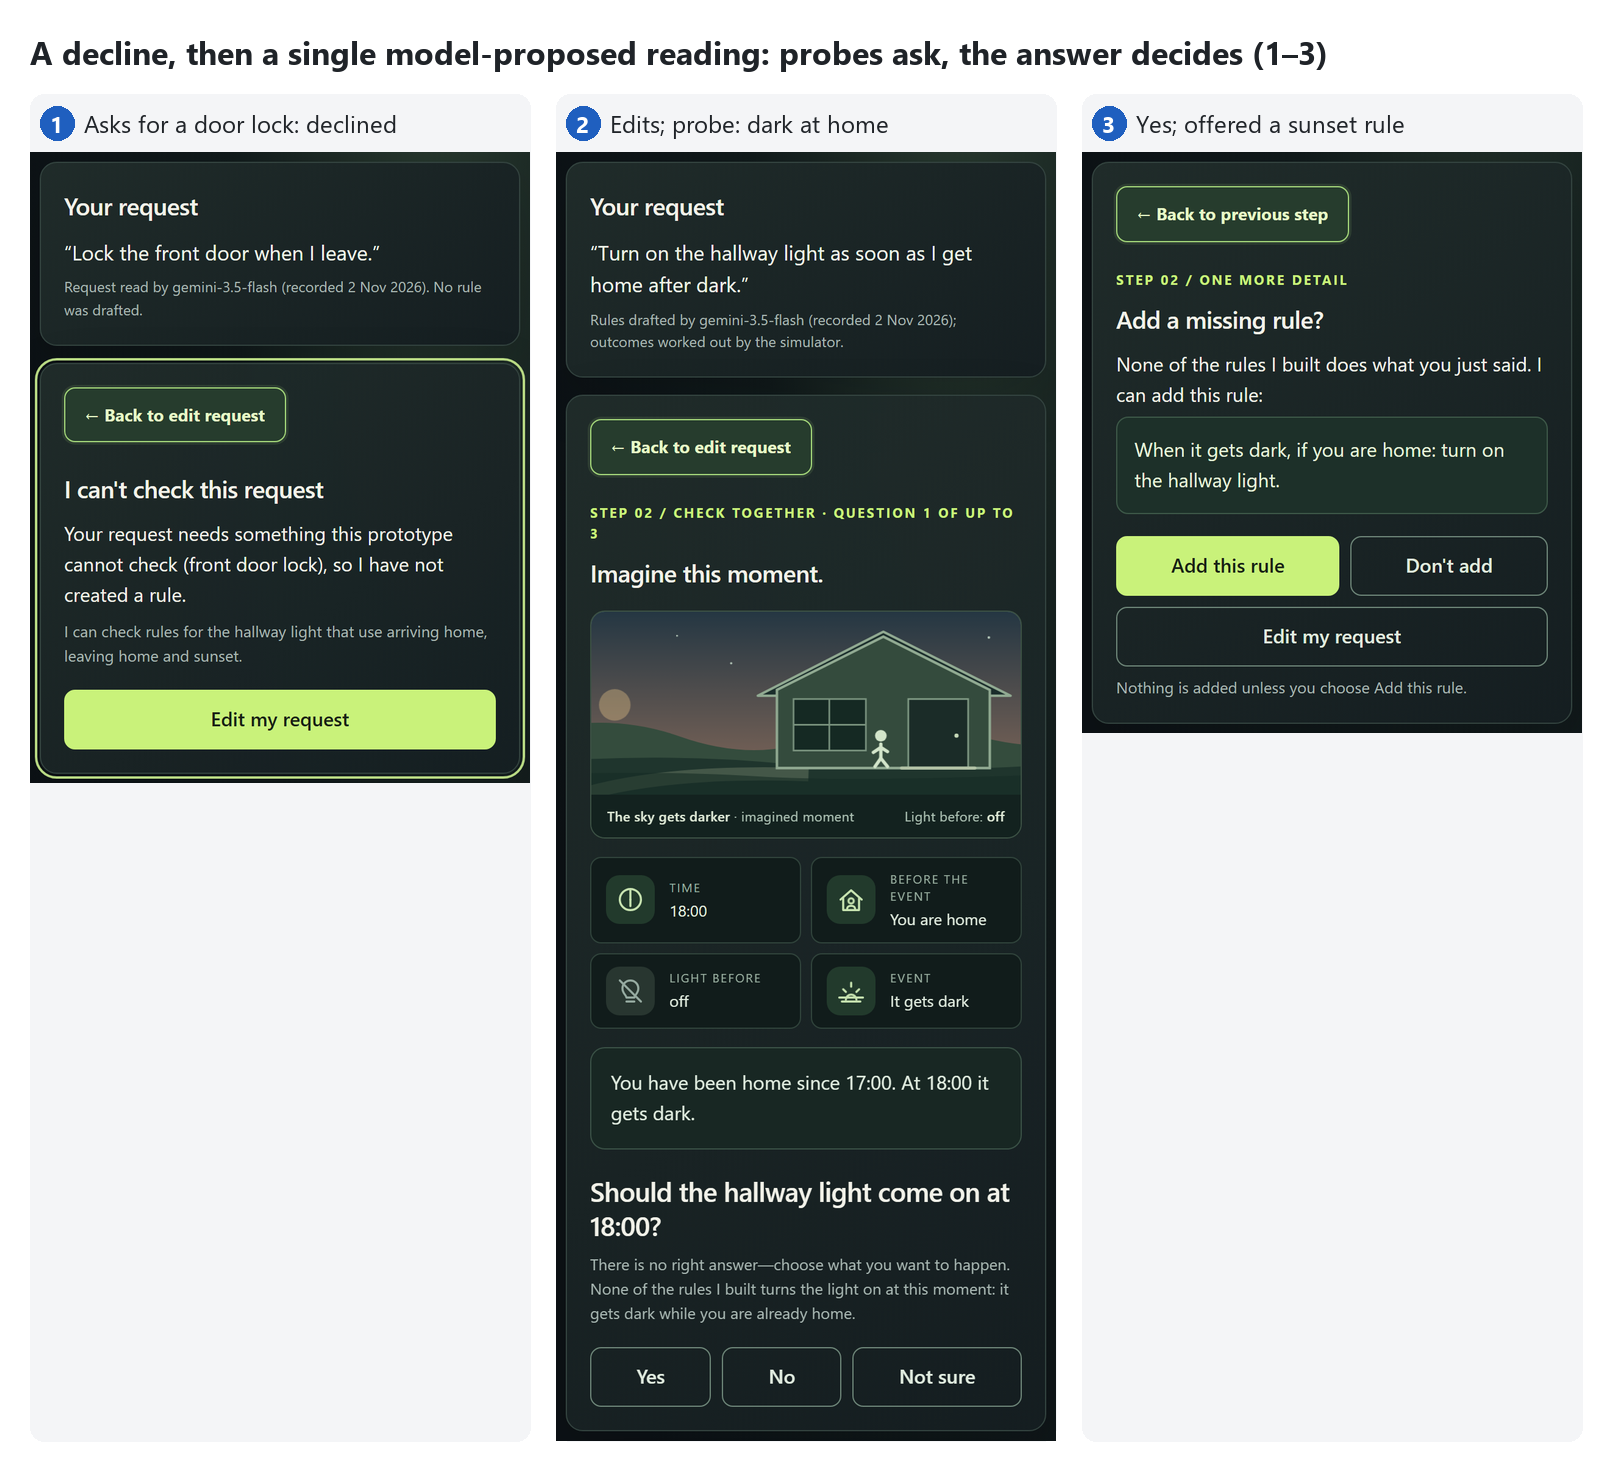 A decline, then a single model-proposed reading: probes ask, the answer decides (1–3)
1 Asks for a door lock: declined
Your request
“Lock the front door when I leave.”
Request read by gemini-3.5-flash (recorded 2 Nov 2026). No rule
was drafted.
← Back to edit request
I can't check this request
Your request needs something this prototype
cannot check (front door lock), so I have not
created a rule.
I can check rules for the hallway light that use arriving home,
leaving home and sunset.
Edit my request
2 Edits; probe: dark at home
Your request
“Turn on the hallway light as soon as I get
home after dark.”
Rules drafted by gemini-3.5-flash (recorded 2 Nov 2026);
outcomes worked out by the simulator.
← Back to edit request
STEP 02 / CHECK TOGETHER · QUESTION 1 OF UP TO
3
Imagine this moment.
The sky gets darker · imagined moment
Light before: off
TIME
18:00
BEFORE THE
EVENT
You are home
LIGHT BEFORE
off
EVENT
It gets dark
You have been home since 17:00. At 18:00 it
gets dark.
Should the hallway light come on at
18:00?
There is no right answer—choose what you want to happen.
None of the rules I built turns the light on at this moment: it
gets dark while you are already home.
Yes
No
Not sure
3 Yes; offered a sunset rule
← Back to previous step
STEP 02 / ONE MORE DETAIL
Add a missing rule?
None of the rules I built does what you just said. I
can add this rule:
When it gets dark, if you are home: turn on
the hallway light.
Add this rule
Don't add
Edit my request
Nothing is added unless you choose Add this rule.